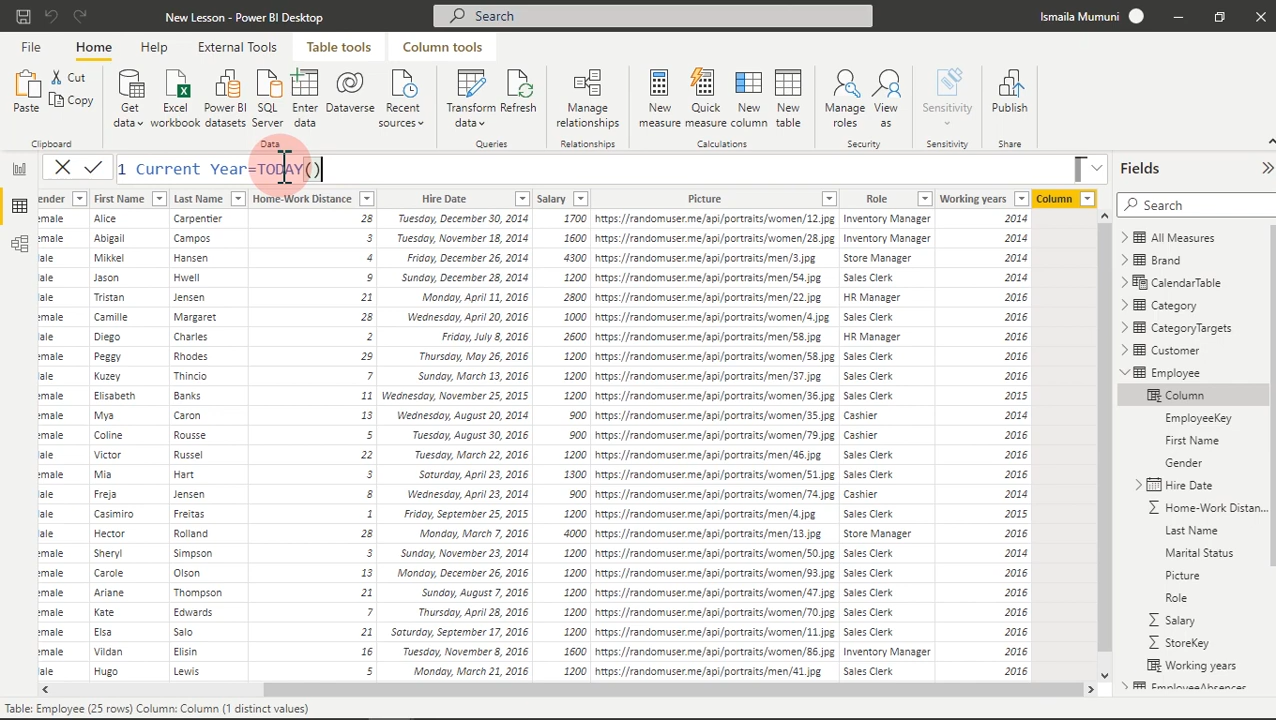 New Lesson - Power BI Desktop
Search
Ismaila Mumuni
File Home Help External Tools Table tools Column tools
Paste Cut Copy
Get data Excel workbook Power BI datasets SQL Server Enter data Dataverse Recent sources
Transform data Refresh
Manage relationships
New measure Quick measure New column New table
Manage roles View as
Sensitivity
Publish
Clipboard Data Queries Relationships Calculations Security Sensitivity Share
1 Current Year=TODAY()
Fields
Search
ender First Name Last Name Home-Work Distance Hire Date Salary Picture Role Working years Column
emale Alice Carpentier 28 Tuesday, December 30, 2014 1700 https://randomuser.me/api/portraits/women/12.jpg Inventory Manager 2014
emale Abigail Campos 3 Tuesday, November 18, 2014 1600 https://randomuser.me/api/portraits/women/28.jpg Inventory Manager 2014
ale Mikkel Hansen 4 Friday, December 26, 2014 4300 https://randomuser.me/api/portraits/men/3.jpg Store Manager 2014
ale Jason Hwell 9 Sunday, December 28, 2014 1200 https://randomuser.me/api/portraits/men/54.jpg Sales Clerk 2014
ale Tristan Jensen 21 Monday, April 11, 2016 2800 https://randomuser.me/api/portraits/men/22.jpg HR Manager 2016
emale Camille Margaret 28 Wednesday, April 20, 2016 1000 https://randomuser.me/api/portraits/women/4.jpg Sales Clerk 2016
ale Diego Charles 2 Friday, July 8, 2016 2600 https://randomuser.me/api/portraits/men/58.jpg HR Manager 2016
emale Peggy Rhodes 29 Thursday, May 26, 2016 1200 https://randomuser.me/api/portraits/women/58.jpg Sales Clerk 2016
ale Kuzey Thincio 7 Sunday, March 13, 2016 1200 https://randomuser.me/api/portraits/men/37.jpg Sales Clerk 2016
emale Elisabeth Banks 11 Wednesday, November 25, 2015 1200 https://randomuser.me/api/portraits/women/36.jpg Sales Clerk 2015
emale Mya Caron 13 Wednesday, August 20, 2014 900 https://randomuser.me/api/portraits/women/35.jpg Cashier 2014
emale Coline Rousse 5 Tuesday, August 30, 2016 900 https://randomuser.me/api/portraits/women/79.jpg Cashier 2016
ale Victor Russel 22 Tuesday, March 22, 2016 1200 https://randomuser.me/api/portraits/men/46.jpg Sales Clerk 2016
emale Mia Hart 3 Saturday, April 23, 2016 1300 https://randomuser.me/api/portraits/women/51.jpg Sales Clerk 2016
emale Freja Jensen 8 Wednesday, April 23, 2014 900 https://randomuser.me/api/portraits/women/74.jpg Cashier 2014
ale Casimiro Freitas 1 Friday, September 25, 2015 1200 https://randomuser.me/api/portraits/men/4.jpg Sales Clerk 2015
ale Hector Rolland 28 Monday, March 7, 2016 4000 https://randomuser.me/api/portraits/men/13.jpg Store Manager 2016
emale Sheryl Simpson 3 Sunday, November 23, 2014 1200 https://randomuser.me/api/portraits/women/50.jpg Sales Clerk 2014
emale Carole Olson 13 Monday, December 26, 2016 1200 https://randomuser.me/api/portraits/women/93.jpg Sales Clerk 2016
emale Ariane Thompson 21 Sunday, August 7, 2016 1200 https://randomuser.me/api/portraits/women/47.jpg Sales Clerk 2016
emale Kate Edwards 7 Thursday, April 28, 2016 1200 https://randomuser.me/api/portraits/women/70.jpg Sales Clerk 2016
emale Elsa Salo 21 Saturday, September 17, 2016 1200 https://randomuser.me/api/portraits/women/11.jpg Sales Clerk 2016
emale Vildan Elisin 16 Tuesday, November 8, 2016 1600 https://randomuser.me/api/portraits/women/86.jpg Inventory Manager 2016
ale Hugo Lewis 5 Monday, March 21, 2016 1200 https://randomuser.me/api/portraits/men/41.jpg Sales Clerk 2016
All Measures
Brand
CalendarTable
Category
CategoryTargets
Customer
Employee
Column
EmployeeKey
First Name
Gender
Hire Date
Home-Work Distan...
Last Name
Marital Status
Picture
Role
Salary
StoreKey
Working years
EmployeeAbsences
Table: Employee (25 rows) Column: Column (1 distinct values)